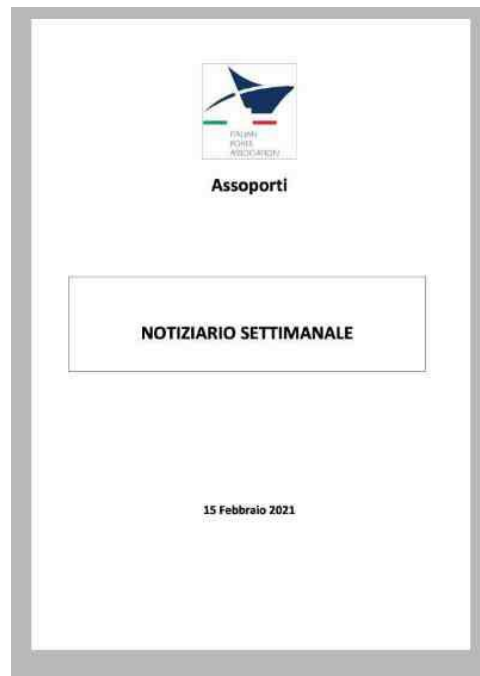 ITALIAN
PORTS
ASSOCIATION
Assoporti
NOTIZIARIO SETTIMANALE
15 Febbraio 2021